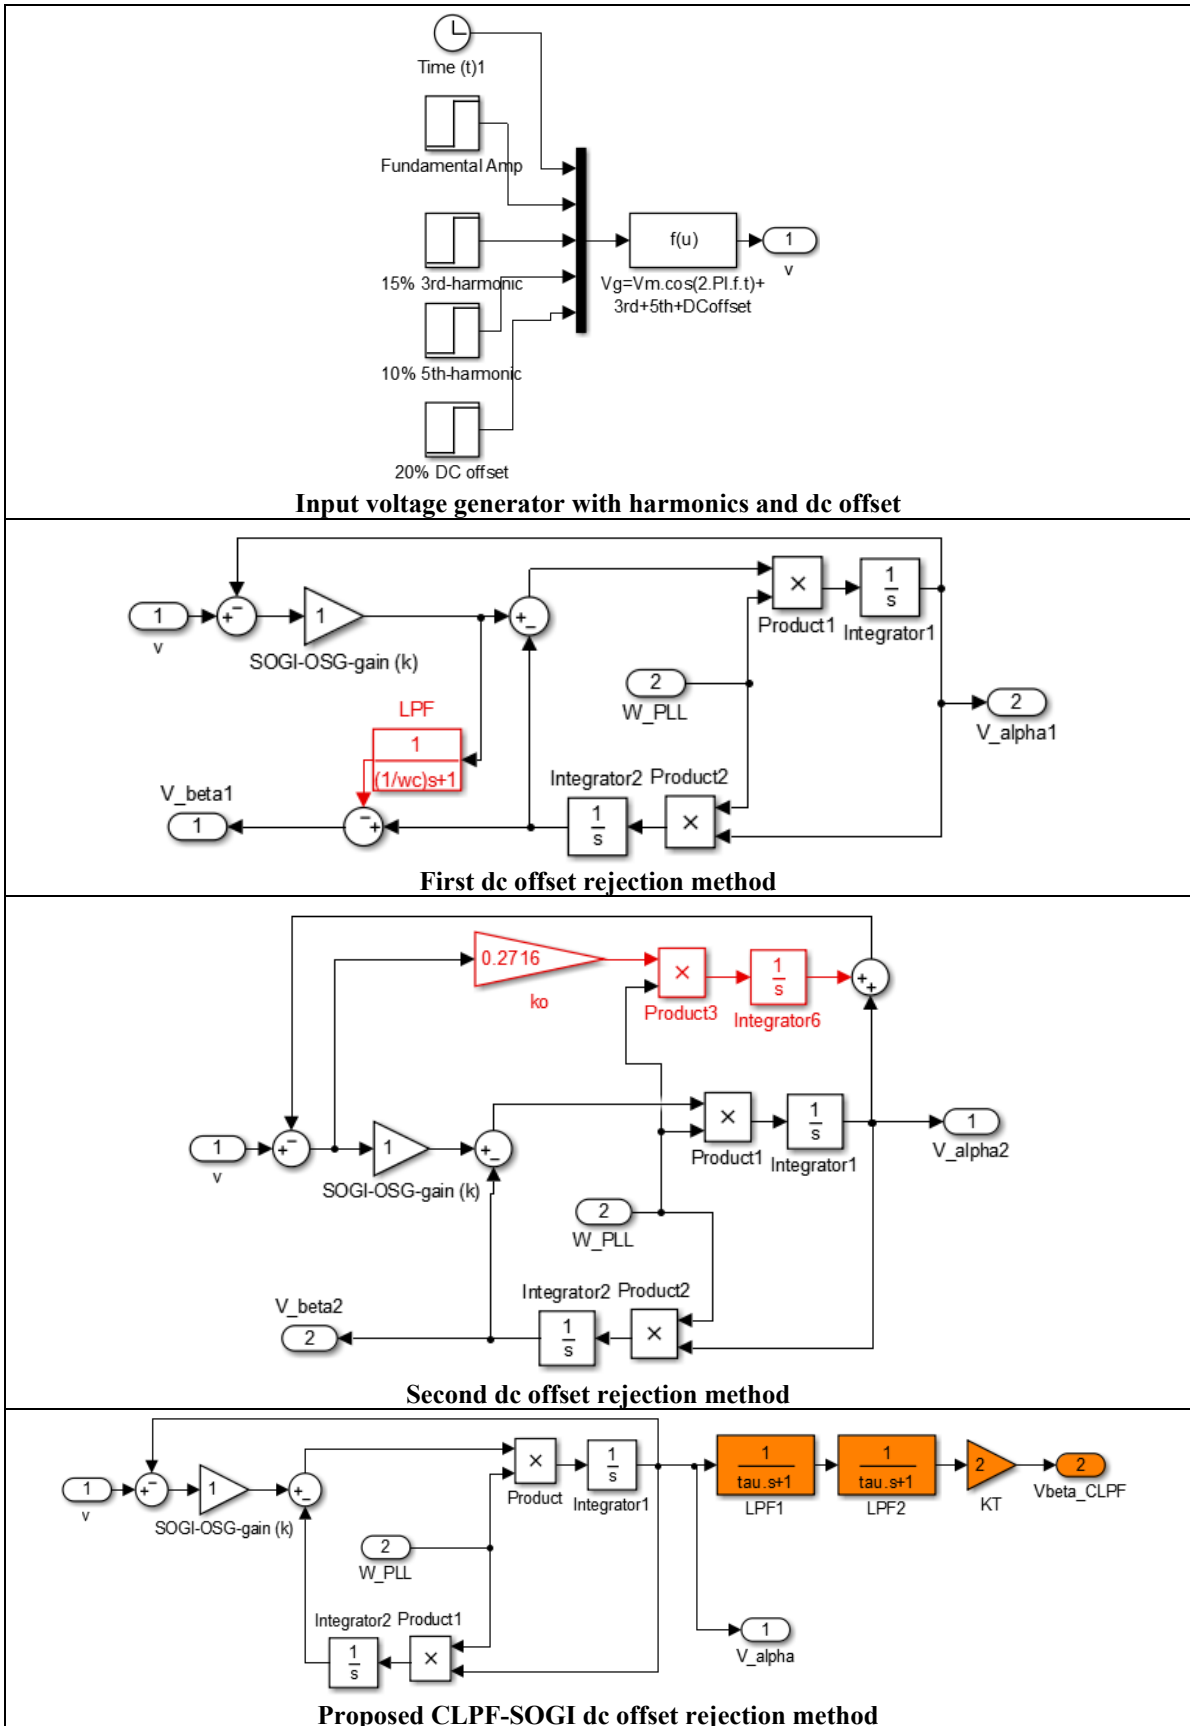 Time (t)1
Fundamental Amp
15% 3rd-harmonic
10% 5th-harmonic
20% DC offset
f(u)
Vg=Vm.cos(2.PI.f.t)+
3rd+5th+DCoffset
1
v
Input voltage generator with harmonics and dc offset
1
v
+
−
1
SOGI-OSG-gain (k)
+
−
×
Product1
1
s
Integrator1
2
W_PLL
2
V_alpha1
LPF
1
(1/wc)s+1
V_beta1
1
−
+
Integrator2
1
s
Product2
×
First dc offset rejection method
0.2716
ko
×
Product3
1
s
Integrator6
+
+
1
v
+
−
1
SOGI-OSG-gain (k)
+
−
×
Product1
1
s
Integrator1
1
V_alpha2
2
W_PLL
V_beta2
2
Integrator2
1
s
Product2
×
Second dc offset rejection method
1
v
+
−
1
SOGI-OSG-gain (k)
+
−
×
Product
1
s
Integrator1
1
tau.s+1
LPF1
1
tau.s+1
LPF2
2
KT
2
Vbeta_CLPF
2
W_PLL
Integrator2
1
s
Product1
×
1
V_alpha
Proposed CLPF-SOGI dc offset rejection method